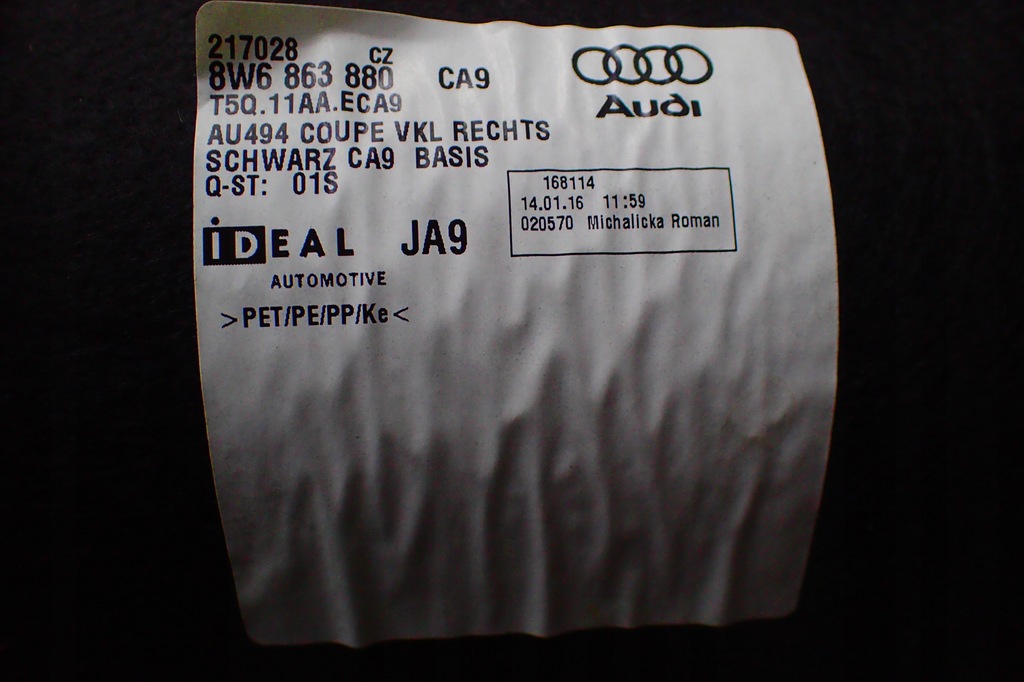 217028 CZ
8W6 863 880 CA9
T5Q.11AA.ECA9
AU494 COUPE VKL RECHTS
SCHWARZ CA9 BASIS
Q-ST: 01S
Audi
168114
14.01.16 11:59
020570 Michalicka Roman
iDEAL JA9
AUTOMOTIVE
>PET/PE/PP/Ke<